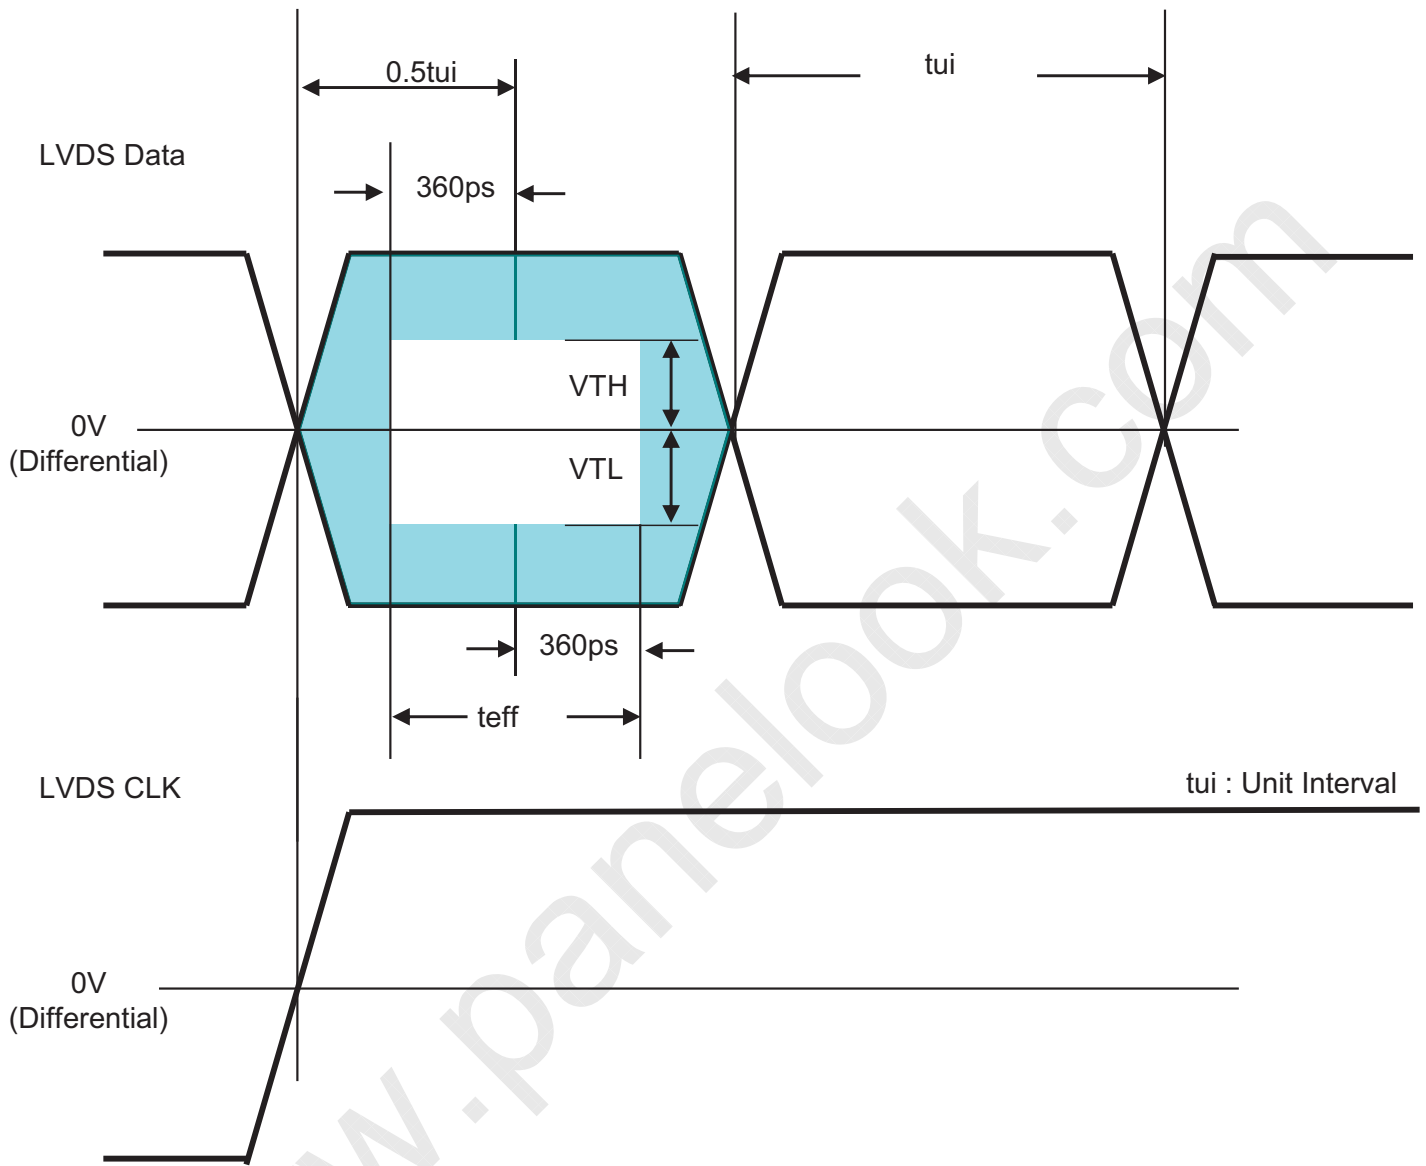 0.5tui
tui
LVDS Data
360ps
VTH
0V
(Differential)
VTL
360ps
teff
LVDS CLK
tui : Unit Interval
0V
(Differential)
w.panelook.com